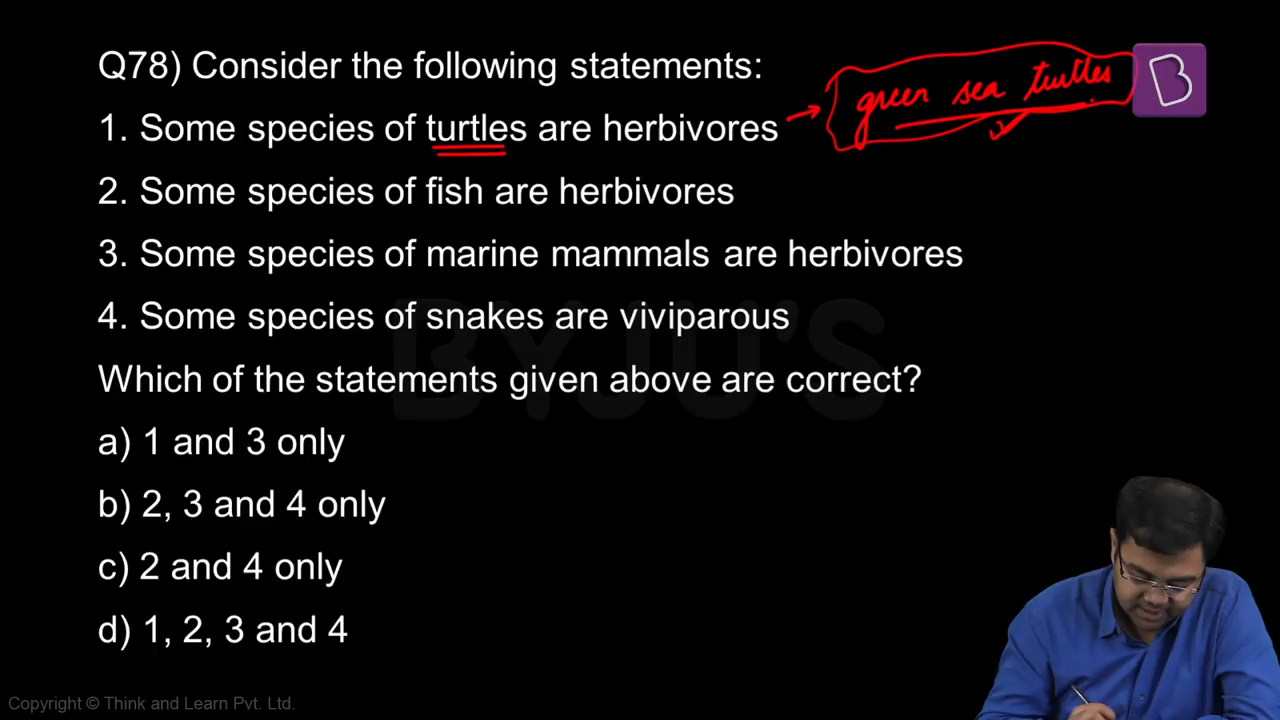 Q78) Consider the following statements:
green sea turtles
B
1. Some species of turtles are herbivores
2. Some species of fish are herbivores
3. Some species of marine mammals are herbivores
4. Some species of snakes are viviparous
BYJU'S
Which of the statements given above are correct?
a) 1 and 3 only
b) 2, 3 and 4 only
c) 2 and 4 only
d) 1, 2, 3 and 4
Copyright © Think and Learn Pvt. Ltd.